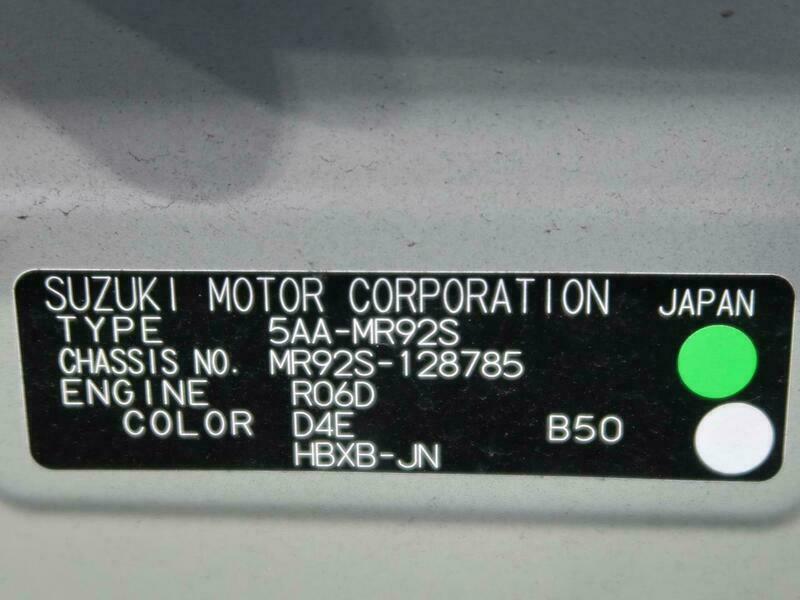 SUZUKI MOTOR CORPORATION JAPAN
TYPE 5AA-MR92S
CHASSIS NO. MR92S-128785
ENGINE R06D
COLOR D4E B50
HBXB-JN